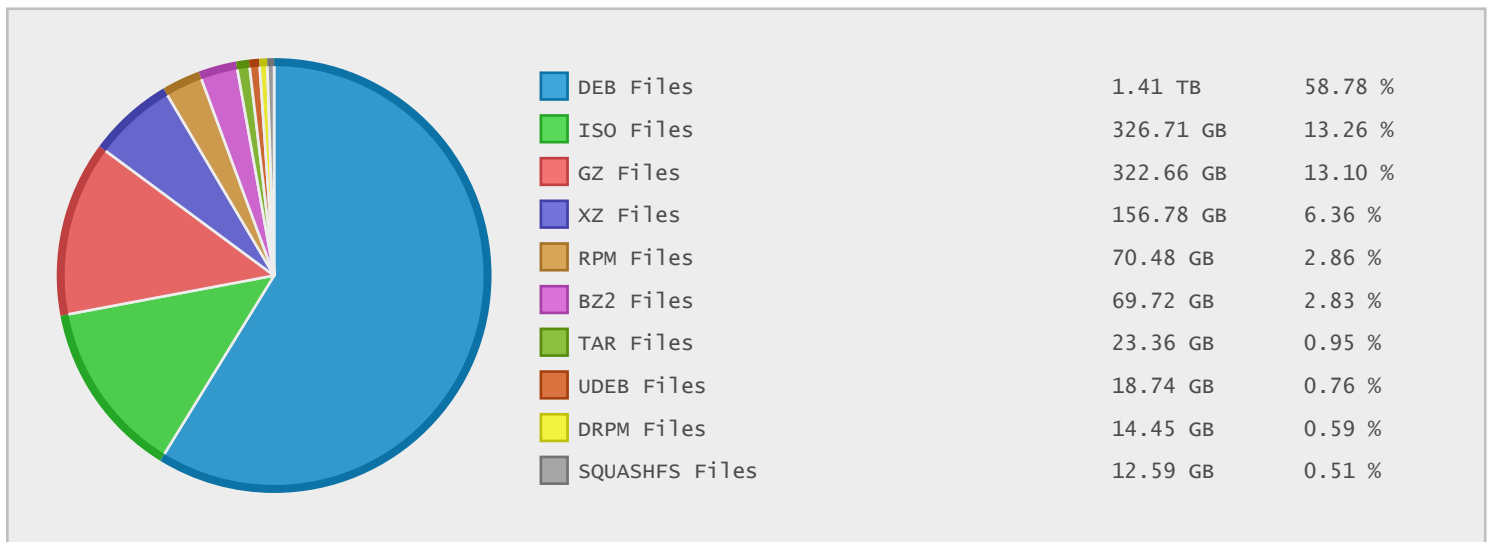 DEB Files 1.41 TB 58.78 %
ISO Files 326.71 GB 13.26 %
GZ Files 322.66 GB 13.10 %
XZ Files 156.78 GB 6.36 %
RPM Files 70.48 GB 2.86 %
BZ2 Files 69.72 GB 2.83 %
TAR Files 23.36 GB 0.95 %
UDEB Files 18.74 GB 0.76 %
DRPM Files 14.45 GB 0.59 %
SQUASHFS Files 12.59 GB 0.51 %